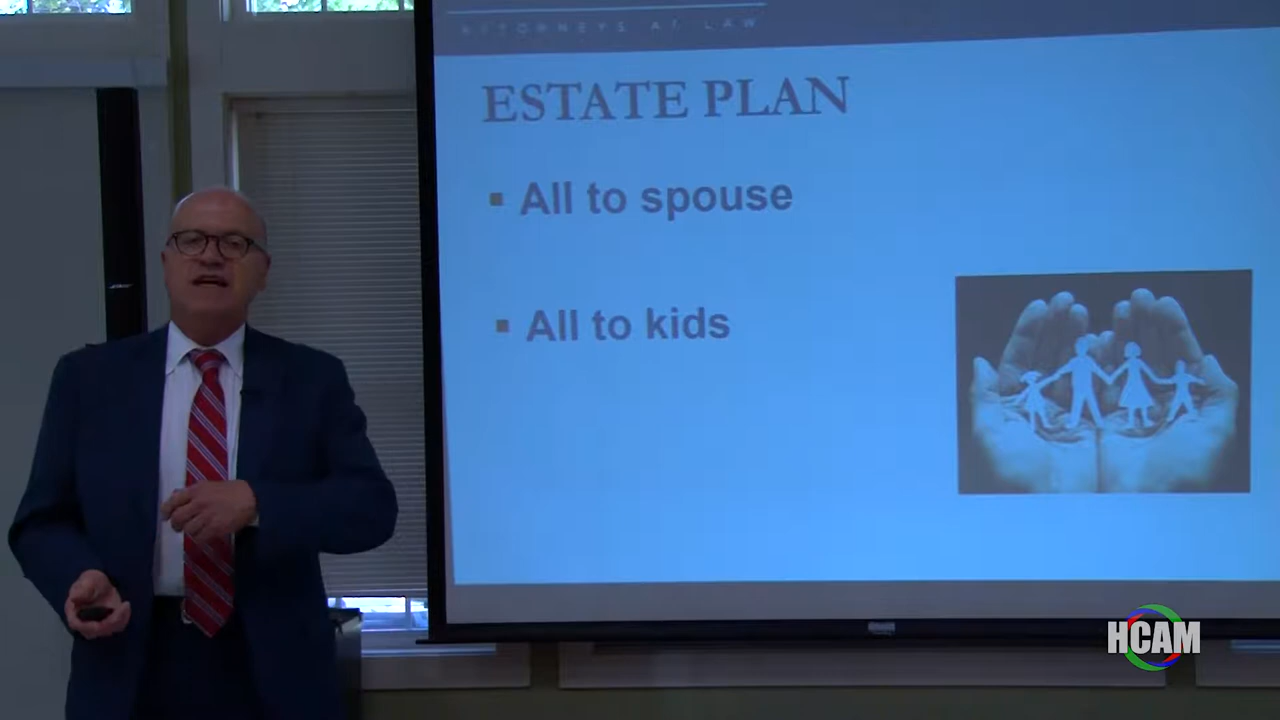 ATTORNEYS AT LAW
ESTATE PLAN
▪ All to spouse
▪ All to kids
HCAM